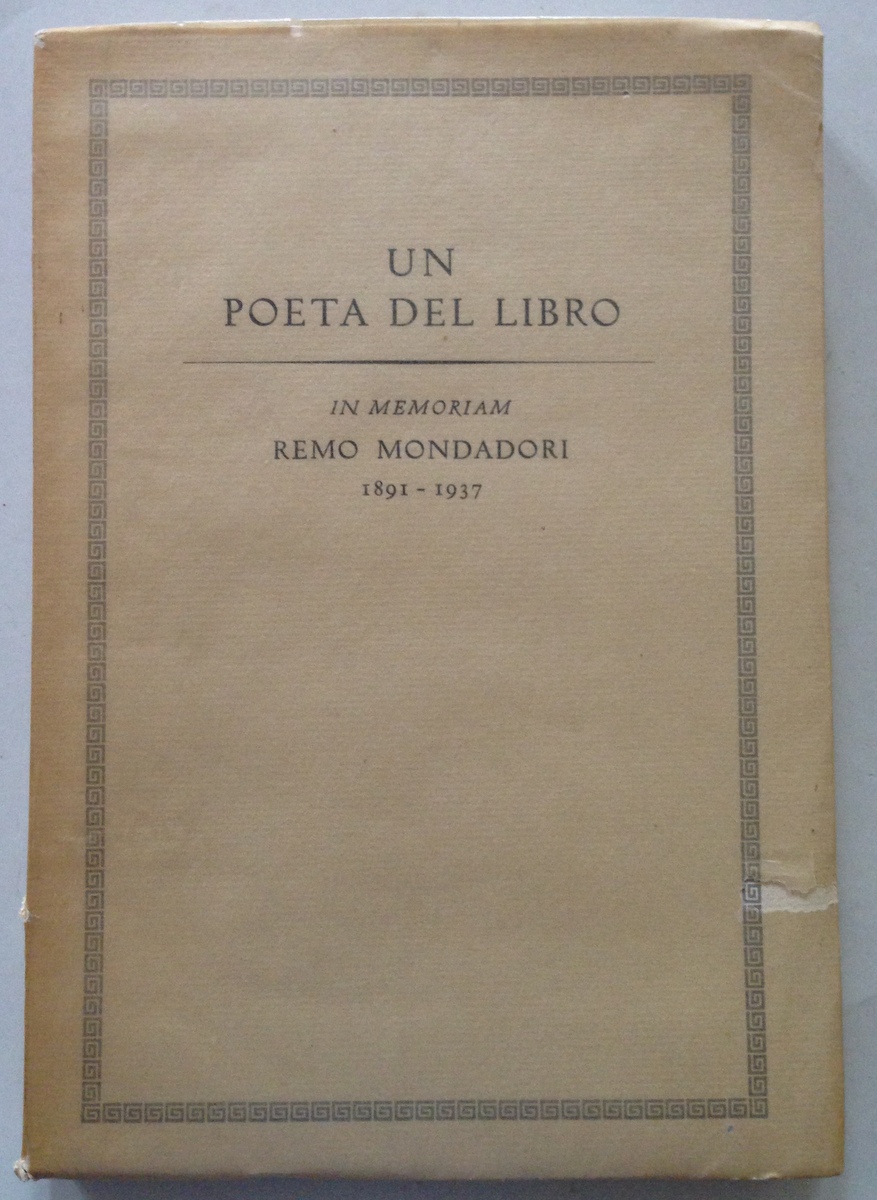 UN
POETA DEL LIBRO
IN MEMORIAM
REMO MONDADORI
1891 - 1937